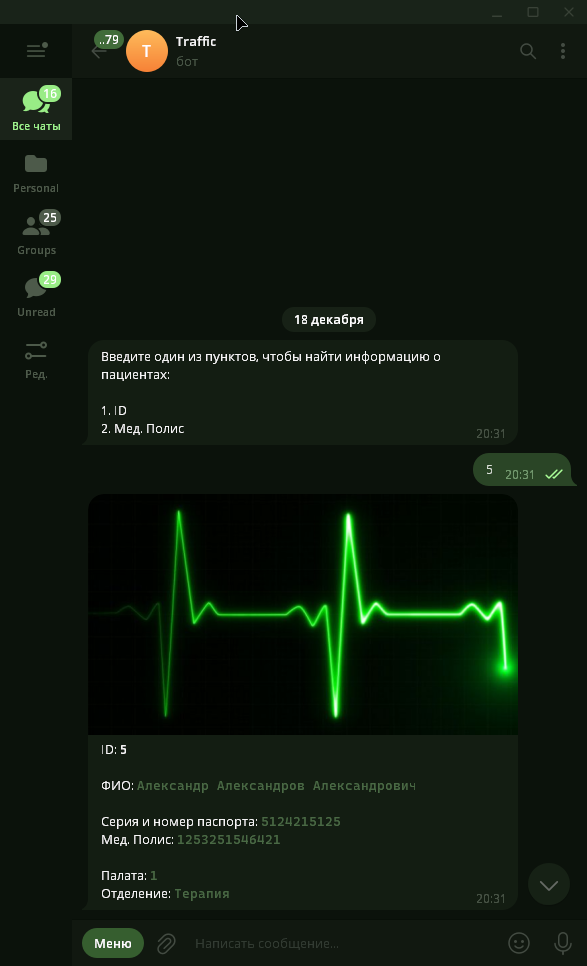 ..79
T
Traffic
бот
16
Все чаты
Personal
25
Groups
29
Unread
Ред.
18 декабря
Введите один из пунктов, чтобы найти информацию о
пациентах:
1. ID
2. Мед. Полис
20:31
5 20:31
ID: 5
ФИО: Александр Александров Александрович
Серия и номер паспорта: 5124215125
Мед. Полис: 1253251546421
Палата: 1
Отделение: Терапия
20:31
Меню
Написать сообщение...